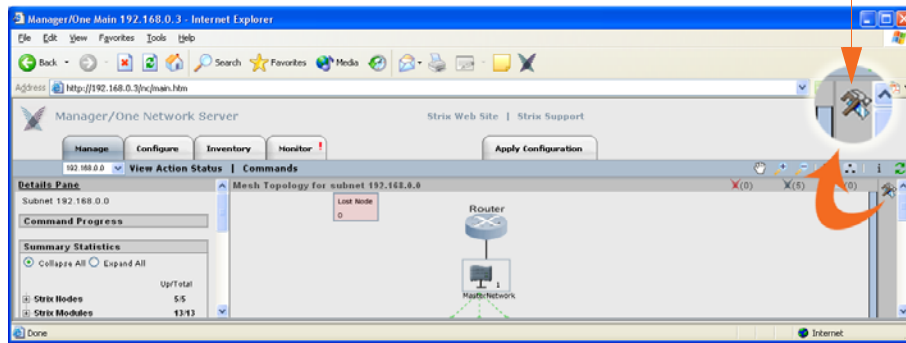 Manager/One Main 192.168.0.3 - Internet Explorer
File Edit View Favorites Tools Help
Back Search Favorites Media
Address http://192.168.0.3/nc/main.htm
Manager/One Network Server Strix Web Site | Strix Support
Manage Configure Inventory Monitor ! Apply Configuration
192.168.0.0 View Action Status | Commands i
Details Pane Mesh Topology for subnet 192.168.0.0 (0) (5) (0)
Subnet 192.168.0.0
Lost Node
0
Router
Command Progress
Summary Statistics
Collapse All Expand All
Up/Total
1
MasterNetwork
Strix Nodes 5/5
Strix Modules 13/13
Done Internet